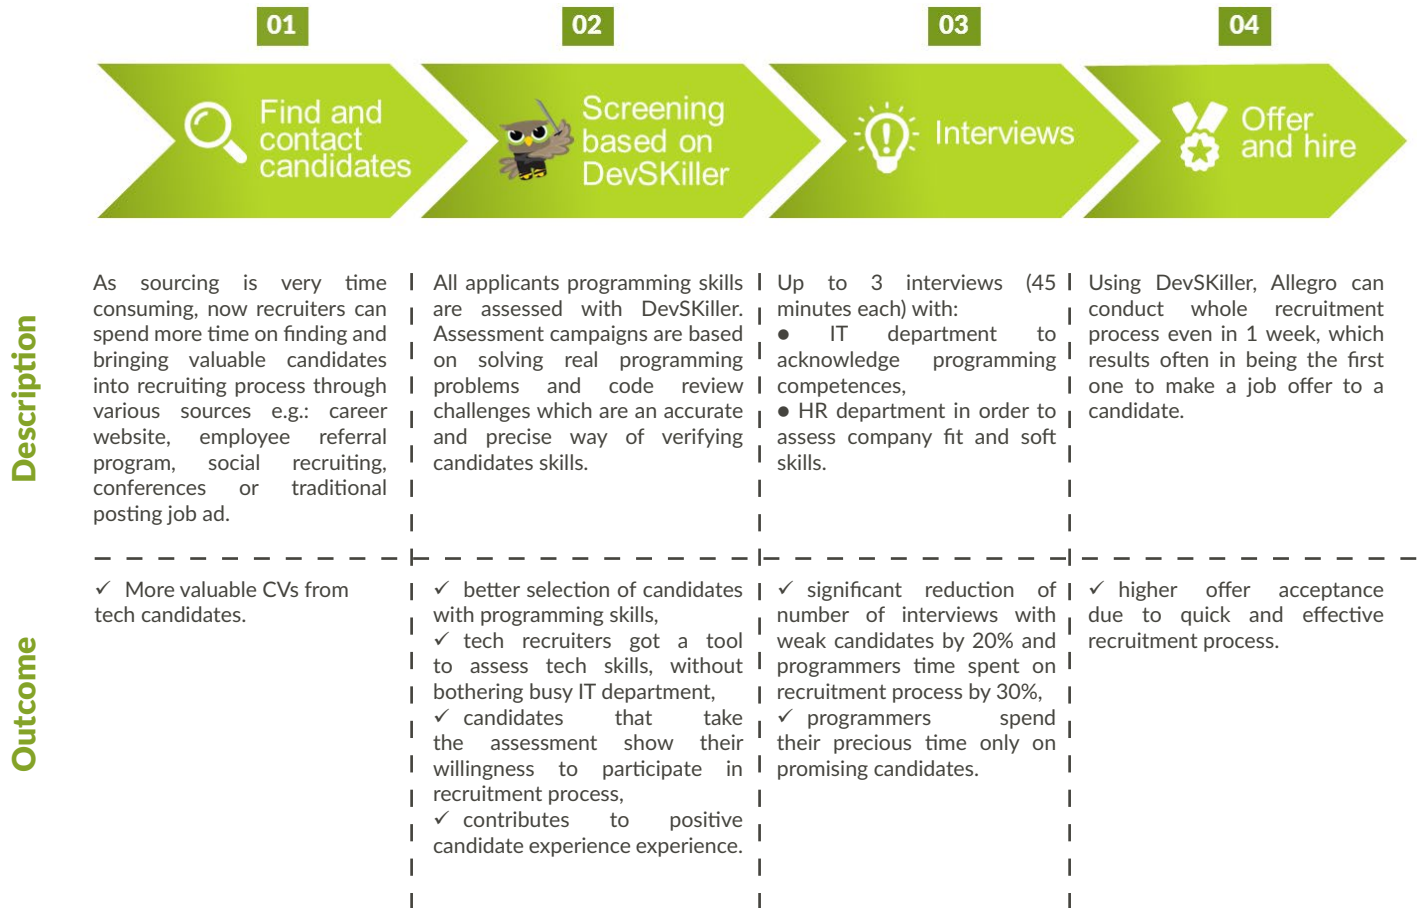 01
02
03
04
Find and
contact
candidates
Screening
based on
DevSKiller
Interviews
Offer
and hire
Description
As sourcing is very time
consuming, now recruiters can
spend more time on finding and
bringing valuable candidates
into recruiting process through
various sources e.g.: career
website, employee referral
program, social recruiting,
conferences or traditional
posting job ad.
All applicants programming skills
are assessed with DevSKiller.
Assessment campaigns are based
on solving real programming
problems and code review
challenges which are an accurate
and precise way of verifying
candidates skills.
Up to 3 interviews (45
minutes each) with:
● IT department to
acknowledge programming
competences,
● HR department in order to
assess company fit and soft
skills.
Using DevSKiller, Allegro can
conduct whole recruitment
process even in 1 week, which
results often in being the first
one to make a job offer to a
candidate.
Outcome
✓ More valuable CVs from
tech candidates.
✓ better selection of candidates
with programming skills,
✓ tech recruiters got a tool
to assess tech skills, without
bothering busy IT department,
✓ candidates that take
the assessment show their
willingness to participate in
recruitment process,
✓ contributes to positive
candidate experience experience.
✓ significant reduction of
number of interviews with
weak candidates by 20% and
programmers time spent on
recruitment process by 30%,
✓ programmers spend
their precious time only on
promising candidates.
✓ higher offer acceptance
due to quick and effective
recruitment process.